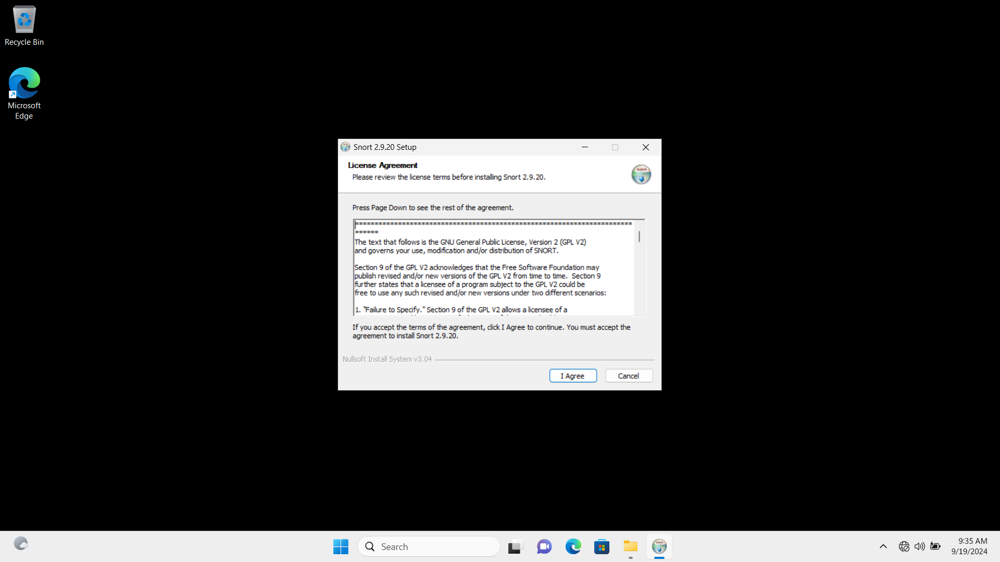 Recycle Bin
Microsoft
Edge
Snort 2.9.20 Setup
License Agreement
Please review the license terms before installing Snort 2.9.20.
Press Page Down to see the rest of the agreement.
***********************************************************************
******
The text that follows is the GNU General Public License, Version 2 (GPL V2)
and governs your use, modification and/or distribution of SNORT.
Section 9 of the GPL V2 acknowledges that the Free Software Foundation may
publish revised and/or new versions of the GPL V2 from time to time.  Section 9
further states that a licensee of a program subject to the GPL V2 could be
free to use any such revised and/or new versions under two different scenarios:
1. "Failure to Specify." Section 9 of the GPL V2 allows a licensee of a
If you accept the terms of the agreement, click I Agree to continue. You must accept the
agreement to install Snort 2.9.20.
Nullsoft Install System v3.04
I Agree
Cancel
Search
9:35 AM
9/19/2024